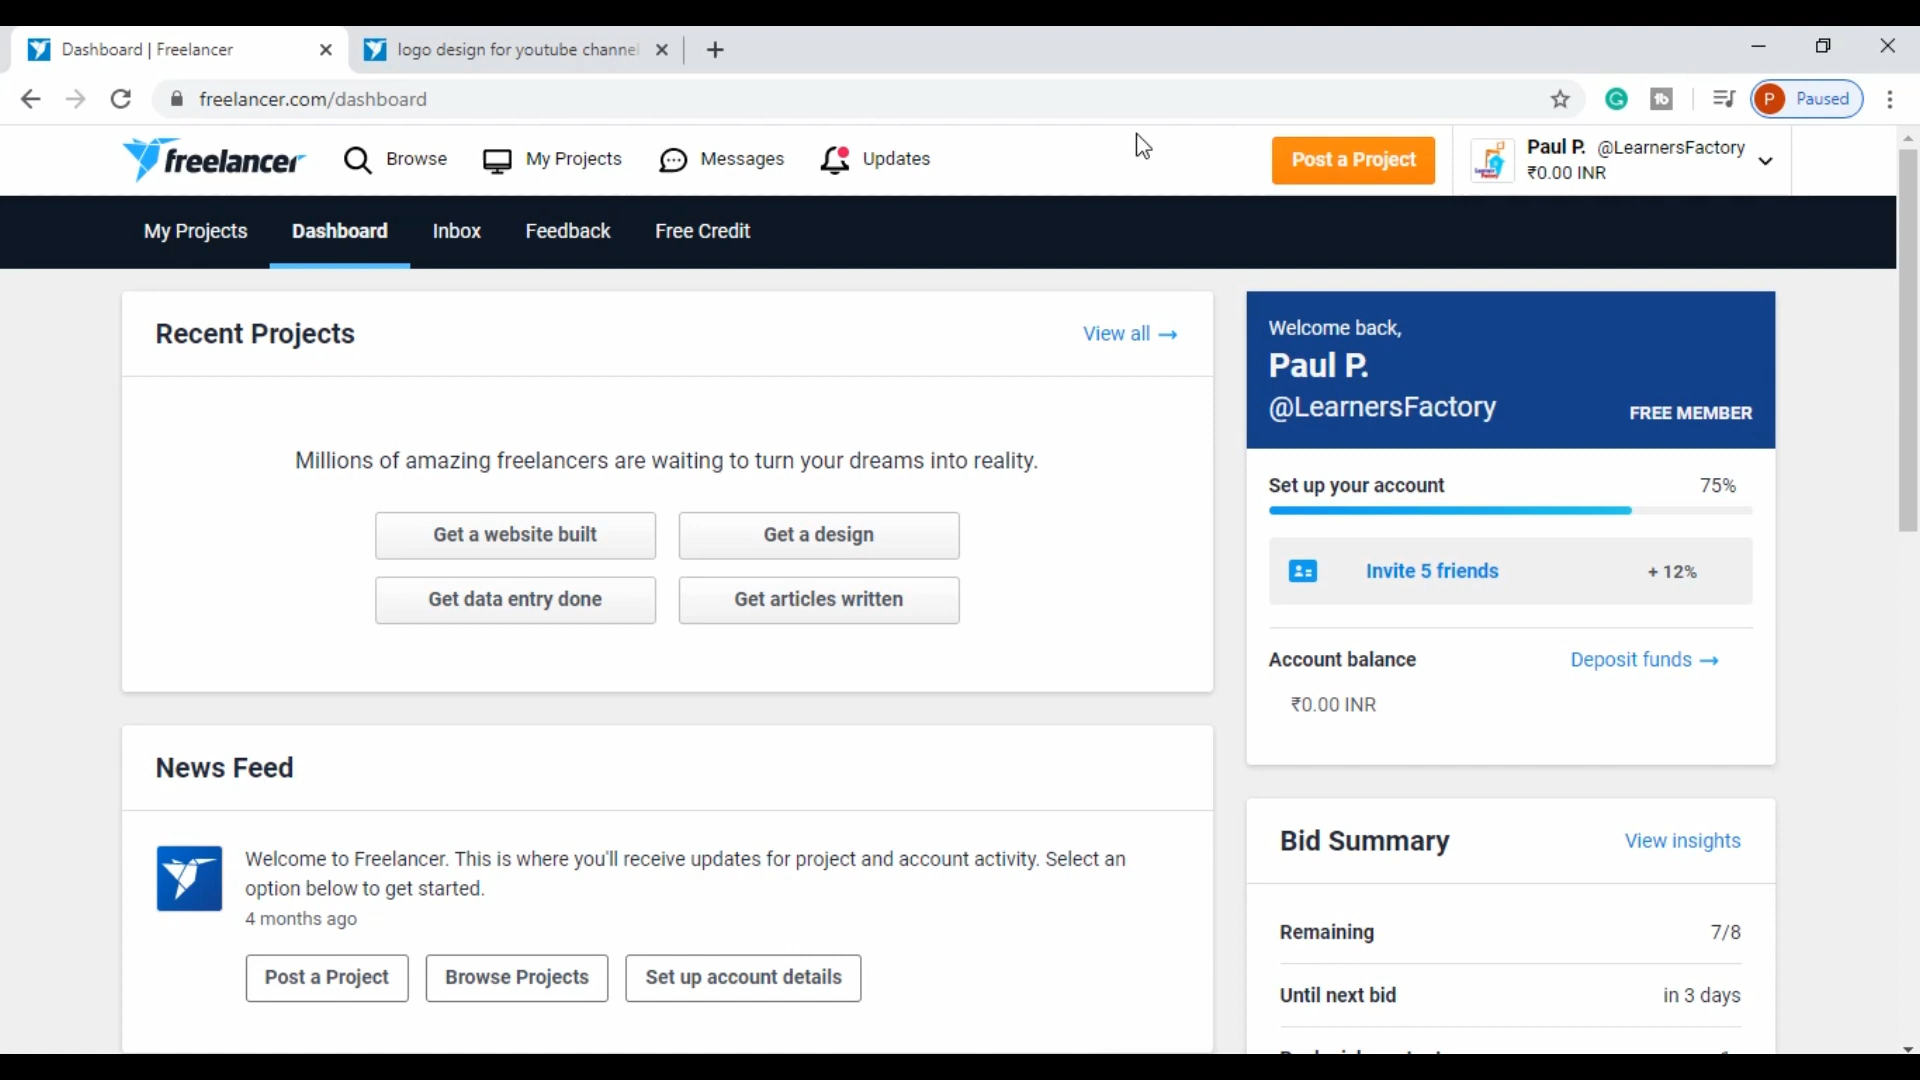 Dashboard | Freelancer
logo design for youtube channel
freelancer.com/dashboard
P Paused
freelancer
Browse
My Projects
Messages
Updates
Post a Project
Paul P. @LearnersFactory
₹0.00 INR
My Projects
Dashboard
Inbox
Feedback
Free Credit
Recent Projects
View all →
Millions of amazing freelancers are waiting to turn your dreams into reality.
Get a website built
Get a design
Get data entry done
Get articles written
Welcome back,
Paul P.
@LearnersFactory
FREE MEMBER
Set up your account
75%
Invite 5 friends
+ 12%
Account balance
Deposit funds →
₹0.00 INR
News Feed
Welcome to Freelancer. This is where you'll receive updates for project and account activity. Select an
option below to get started.
4 months ago
Post a Project
Browse Projects
Set up account details
Bid Summary
View insights
Remaining
7/8
Until next bid
in 3 days